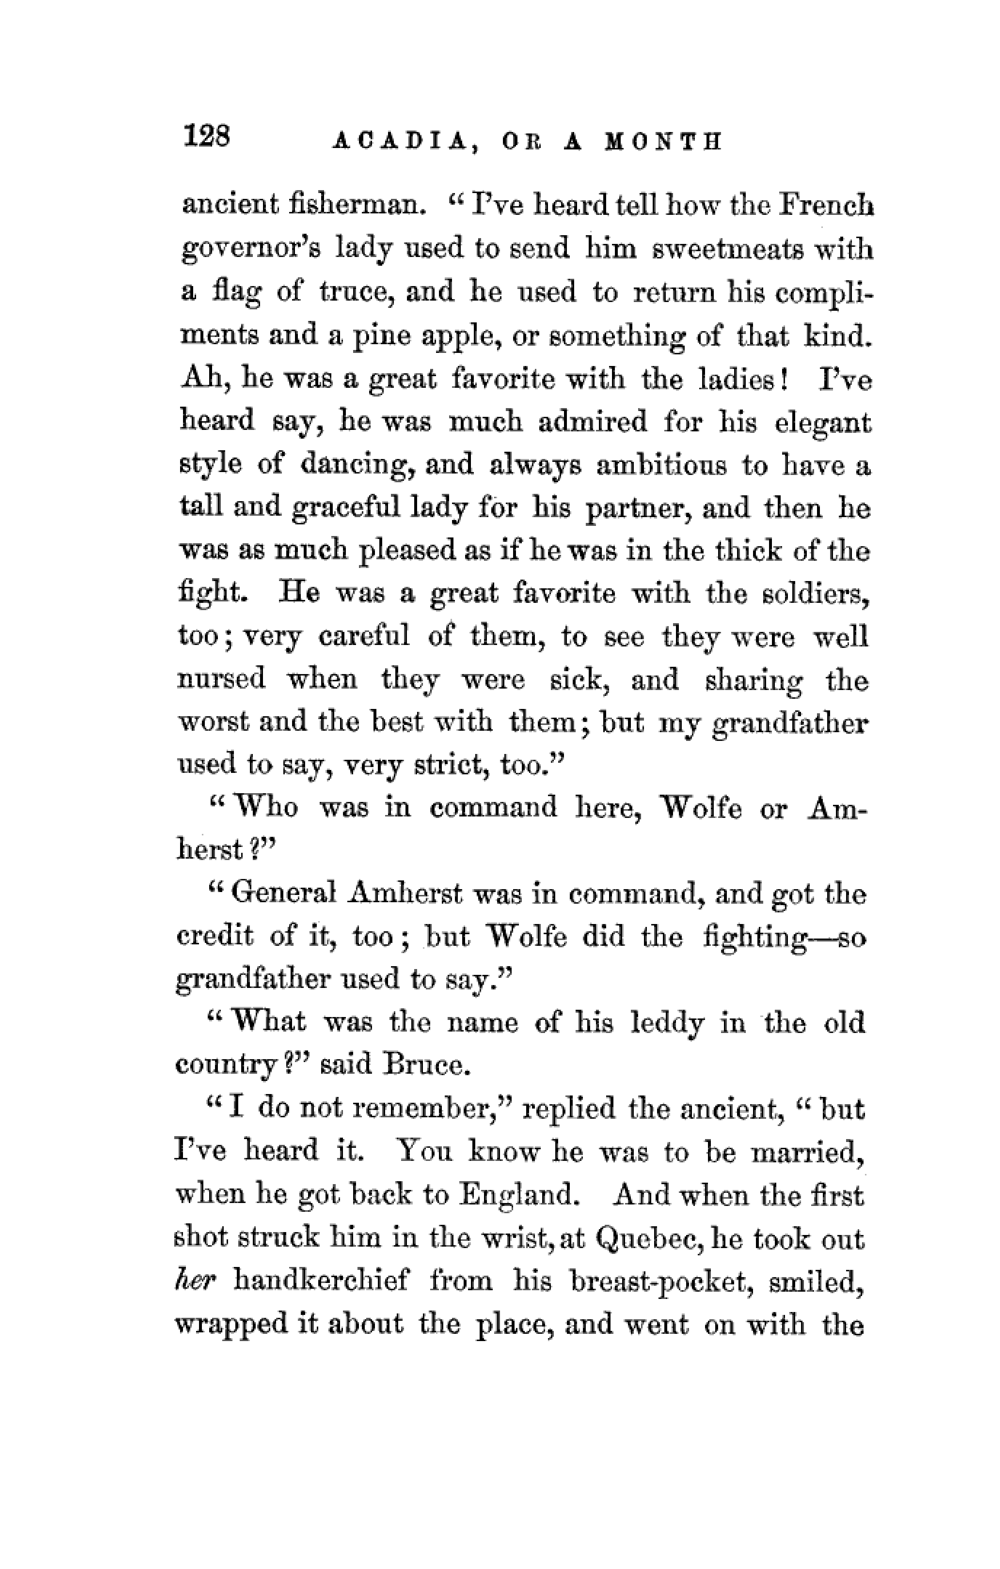 128 ACADIA, OR A MONTH
ancient fisherman. “I’ve heard tell how the French
governor’s lady used to send him sweetmeats with
a flag of truce, and he used to return his compli-
ments and a pine apple, or something of that kind.
Ah, he was a great favorite with the ladies! I’ve
heard say, he was much admired for his elegant
style of dancing, and always ambitious to have a
tall and graceful lady for his partner, and then he
was as much pleased as if he was in the thick of the
fight. He was a great favorite with the soldiers,
too; very careful of them, to see they were well
nursed when they were sick, and sharing the
worst and the best with them; but my grandfather
used to say, very strict, too.”
“Who was in command here, Wolfe or Am-
herst?”
“General Amherst was in command, and got the
credit of it, too; but Wolfe did the fighting—so
grandfather used to say.”
“What was the name of his leddy in the old
country?” said Bruce.
“I do not remember,” replied the ancient, “but
I’ve heard it. You know he was to be married,
when he got back to England. And when the first
shot struck him in the wrist, at Quebec, he took out
her handkerchief from his breast-pocket, smiled,
wrapped it about the place, and went on with the